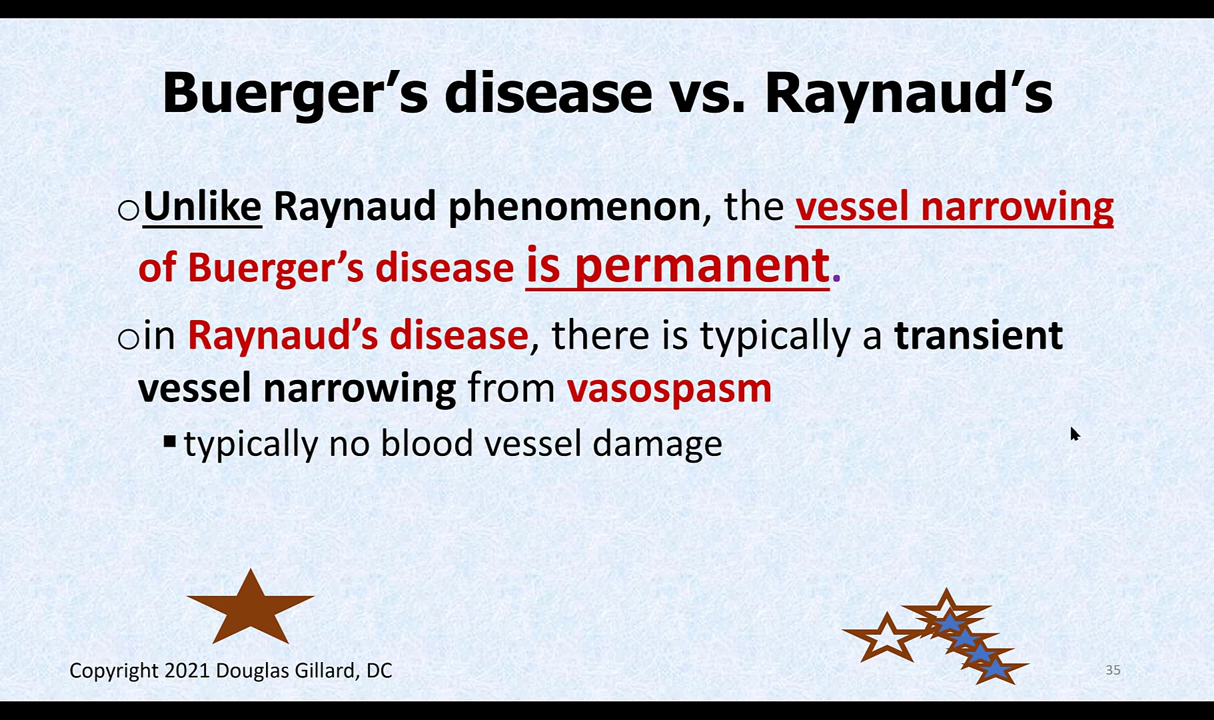 Buerger’s disease vs. Raynaud’s
Unlike Raynaud phenomenon, the vessel narrowing
of Buerger’s disease is permanent.
in Raynaud’s disease, there is typically a transient
vessel narrowing from vasospasm
typically no blood vessel damage
Copyright 2021 Douglas Gillard, DC
35